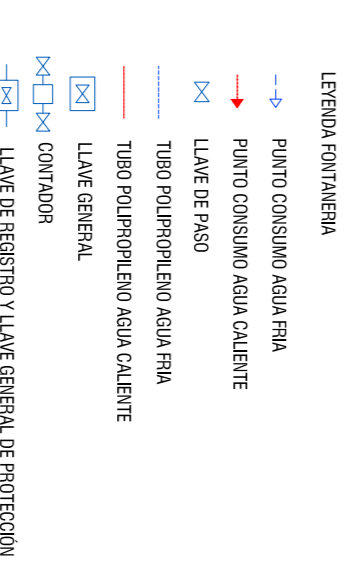 LEYENDA FONTANERIA
PUNTO CONSUMO AGUA FRIA
PUNTO CONSUMO AGUA CALIENTE
LLAVE DE PASO
TUBO POLIPROPILENO AGUA FRIA
TUBO POLIPROPILENO AGUA CALIENTE
LLAVE GENERAL
CONTADOR
LLAVE DE REGISTRO Y LLAVE GENERAL DE PROTECCIÓN